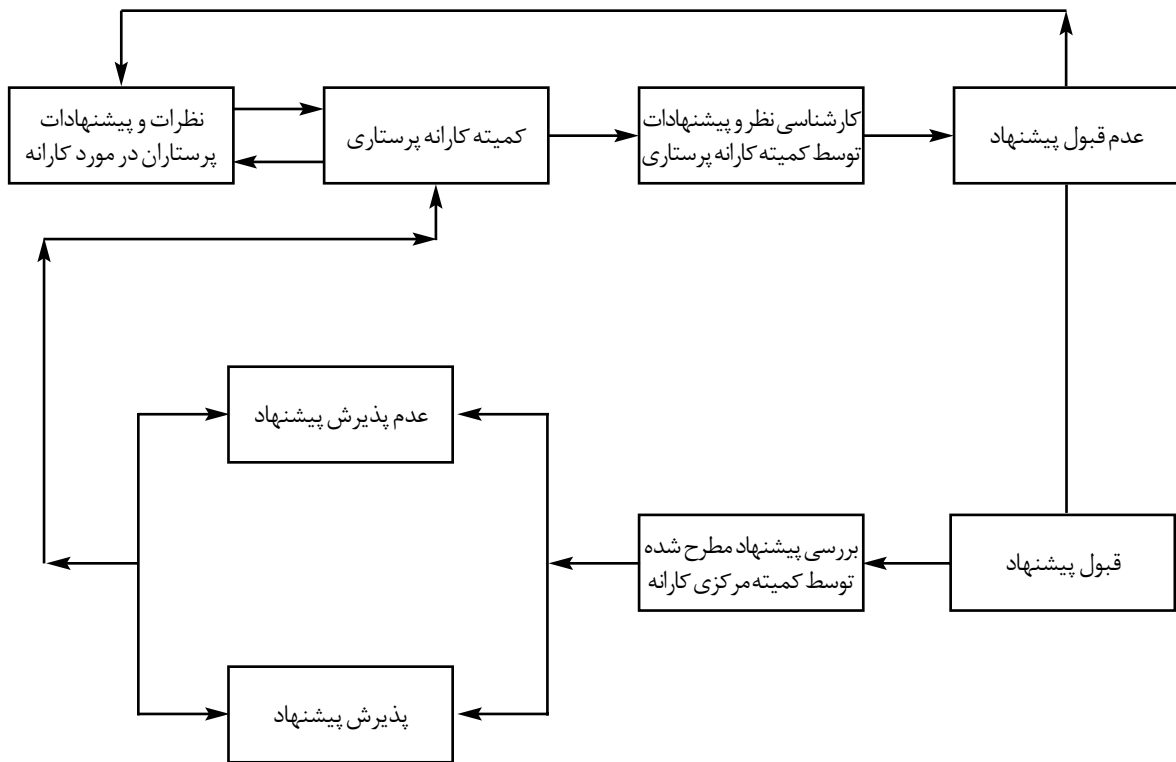 نظرات و پیشنهادات
پرستاران در مورد کارانه
کمیته کارانه پرستاری
کارشناسی نظر و پیشنهادات
توسط کمیته کارانه پرستاری
عدم قبول پیشنهاد
عدم پذیرش پیشنهاد
بررسی پیشنهاد مطرح شده
توسط کمیته مرکزی کارانه
قبول پیشنهاد
پذیرش پیشنهاد